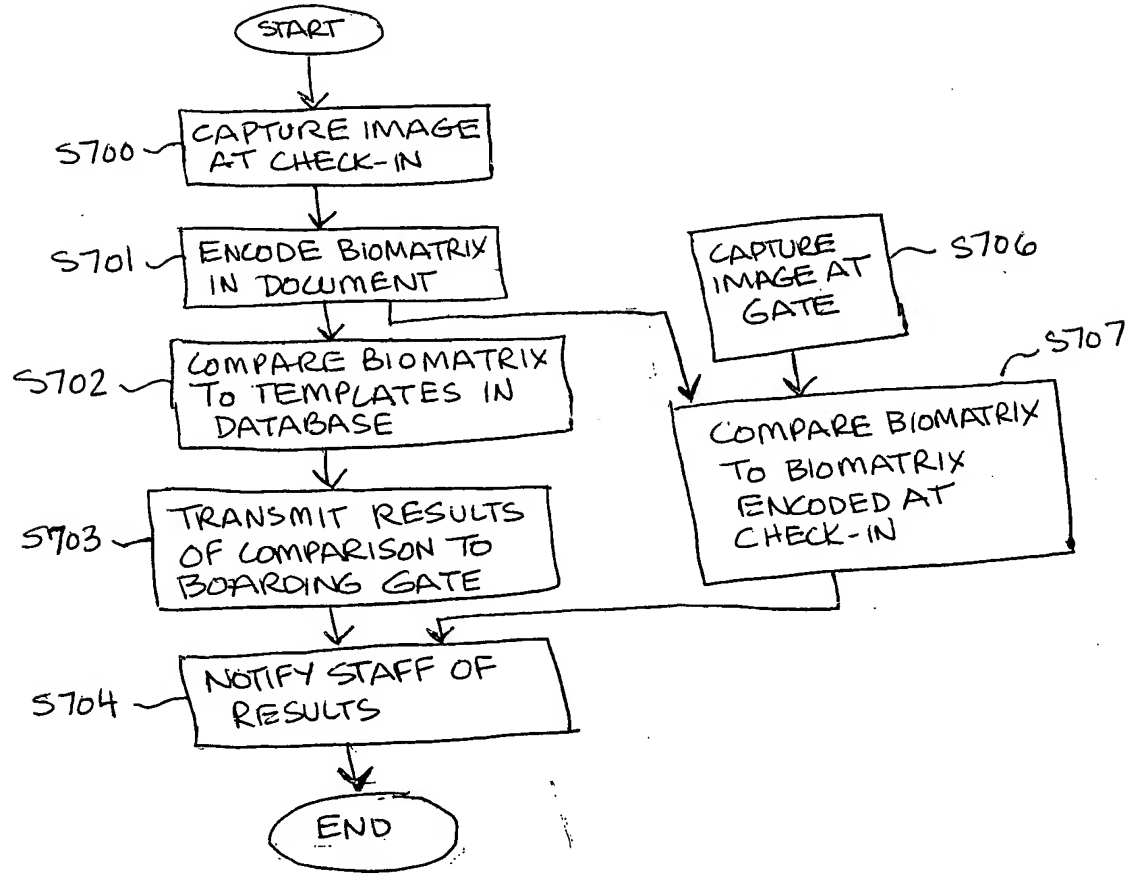 START
S700
CAPTURE IMAGE
AT CHECK-IN
S701
ENCODE BIOMATRIX
IN DOCUMENT
CAPTURE
IMAGE AT
GATE
S706
S702
COMPARE BIOMATRIX
TO TEMPLATES IN
DATABASE
S707
COMPARE BIOMATRIX
TO BIOMATRIX
ENCODED AT
CHECK-IN
S703
TRANSMIT RESULTS
OF COMPARISON TO
BOARDING GATE
S704
NOTIFY STAFF OF
RESULTS
END